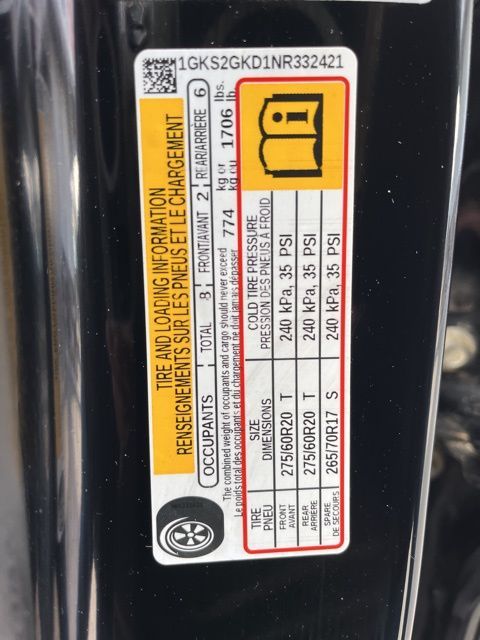 1GKS2GKD1NR332421
TIRE AND LOADING INFORMATION
RENSEIGNEMENTS SUR LES PNEUS ET LE CHARGEMENT
OCCUPANTS TOTAL 8 FRONT/AVANT 2 REAR/ARRIÈRE 6
The combined weight of occupants and cargo should never exceed 774 kg or 1706 lbs.
Le poids total des occupants et du chargement ne doit jamais dépasser kg ou lb.
TIRE SIZE COLD TIRE PRESSURE
PNEU DIMENSIONS PRESSION DES PNEUS À FROID
FRONT
AVANT 275/60R20 T 240 kPa, 35 PSI
REAR
ARRIÈRE 275/60R20 T 240 kPa, 35 PSI
SPARE
DE SECOURS 265/70R17 S 240 kPa, 35 PSI